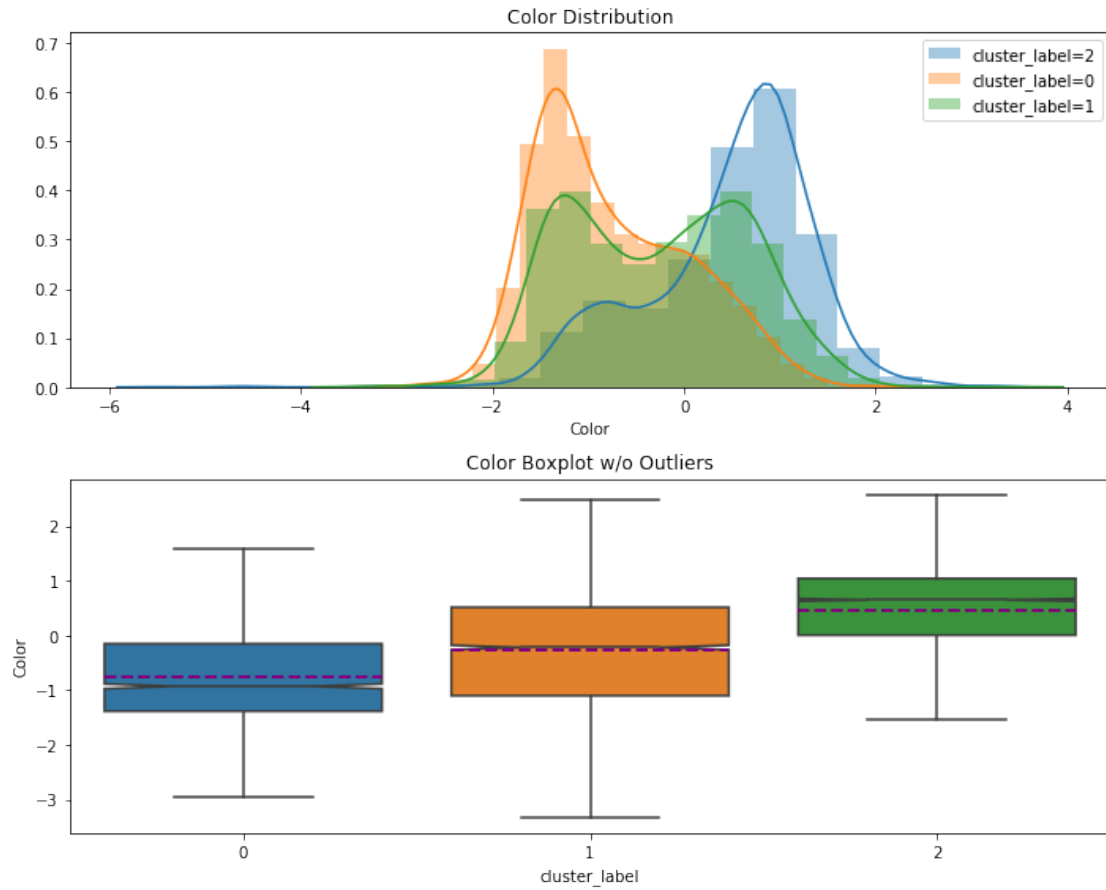 Color Distribution
0.7
0.6
0.5
0.4
0.3
0.2
0.1
0.0
cluster_label=2
cluster_label=0
cluster_label=1
−6 −4 −2 0 2 4
Color
Color Boxplot w/o Outliers
Color
2
1
0
−1
−2
−3
0 1 2
cluster_label